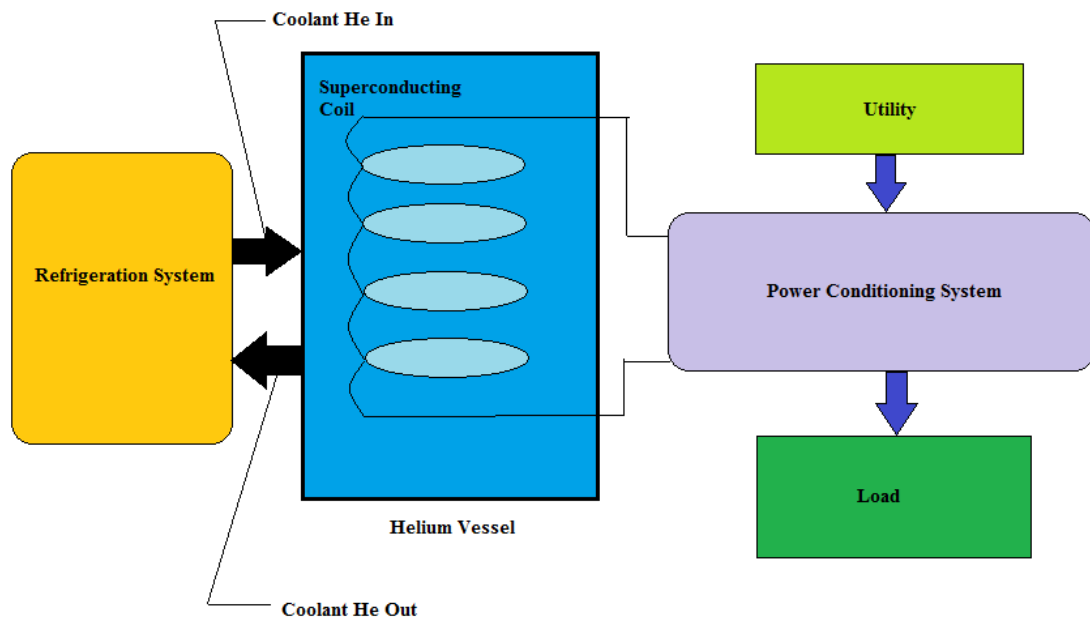 Coolant He In
Superconducting
Coil
Utility
Refrigeration System
Power Conditioning System
Load
Helium Vessel
Coolant He Out